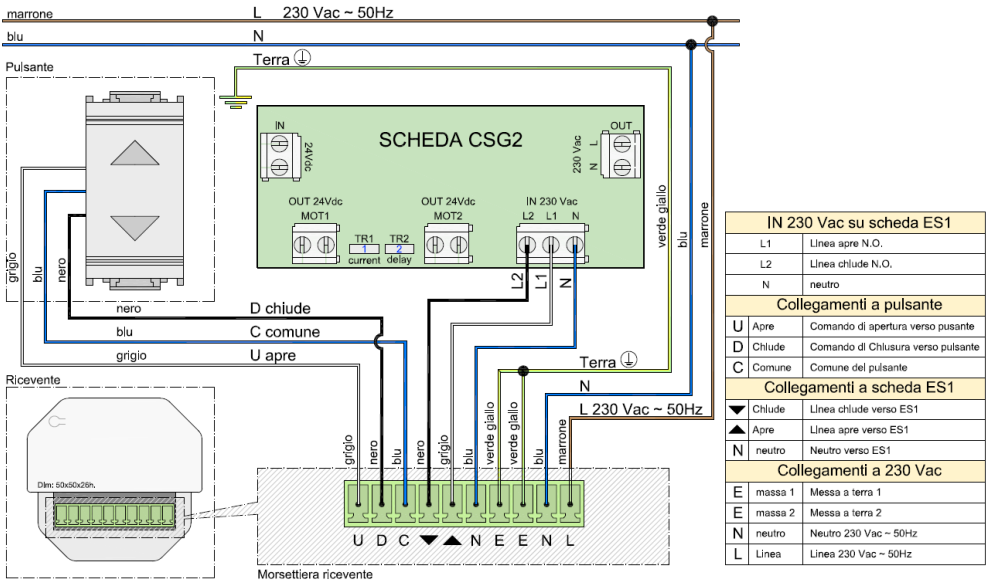 marrone
L 230 Vac ~ 50Hz
blu
N
Terra
Pulsante
IN
24Vdc
SCHEDA CSG2
OUT
230 Vac
L
N
OUT 24Vdc
MOT1
TR1
1
current
TR2
2
delay
OUT 24Vdc
MOT2
IN 230 Vac
L2 L1 N
L2
L1
N
grigio
blu
nero
verde giallo
blu
marrone
nero
D chiude
blu
C comune
grigio
U apre
Terra
N
L 230 Vac ~ 50Hz
Ricevente
Dim: 50x50x26h.
grigio
nero
blu
nero
grigio
blu
verde giallo
verde giallo
blu
marrone
U D C ▼ ▲ N E E N L
Morsettiera ricevente
IN 230 Vac su scheda ES1
L1 Linea apre N.O.
L2 Linea chiude N.O.
N neutro
Collegamenti a pulsante
U Apre Comando di apertura verso pusante
D Chiude Comando di Chiusura verso pulsante
C Comune Comune del pulsante
Collegamenti a scheda ES1
▼ Chiude Linea chiude verso ES1
▲ Apre Linea apre verso ES1
N neutro Neutro verso ES1
Collegamenti a 230 Vac
E massa 1 Messa a terra 1
E massa 2 Messa a terra 2
N neutro Neutro 230 Vac ~ 50Hz
L Linea Linea 230 Vac ~ 50Hz